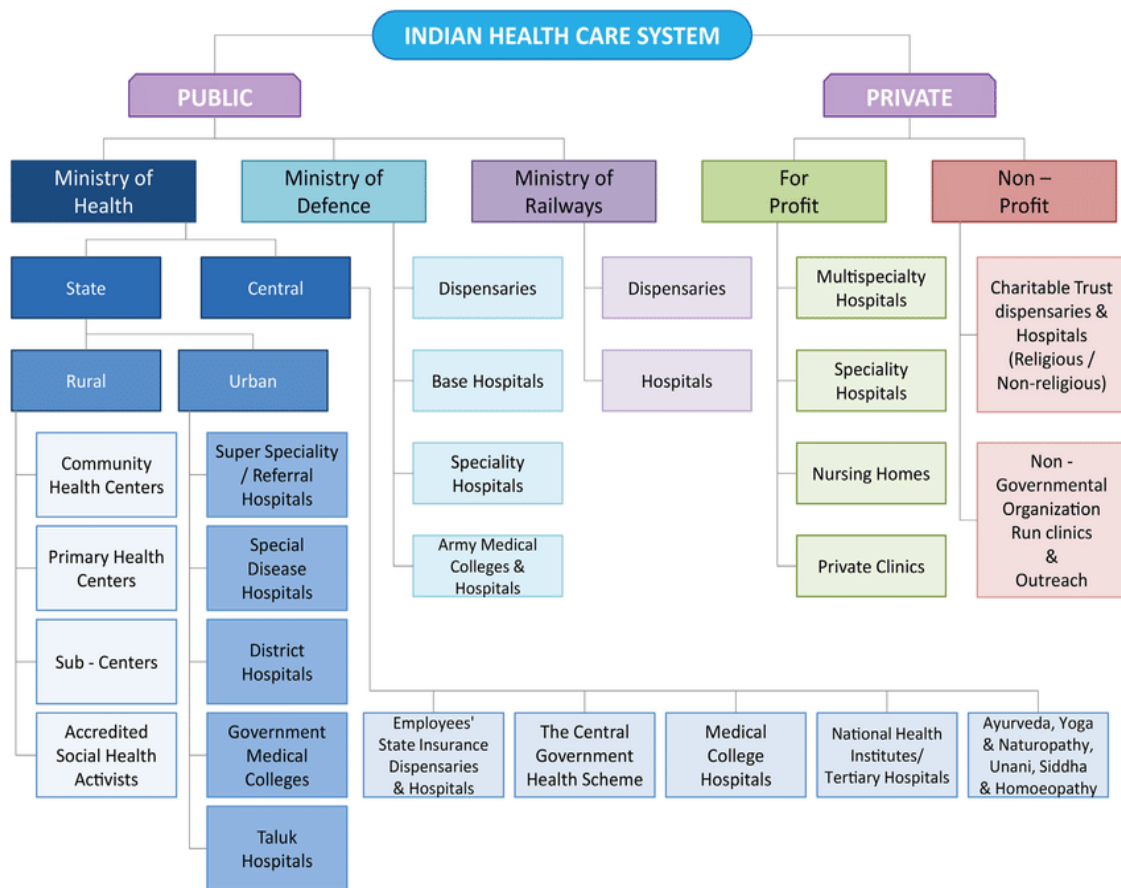 INDIAN HEALTH CARE SYSTEM
PUBLIC
PRIVATE
Ministry of
Health
Ministry of
Defence
Ministry of
Railways
For
Profit
Non –
Profit
State
Central
Rural
Urban
Community
Health Centers
Primary Health
Centers
Sub - Centers
Accredited
Social Health
Activists
Super Speciality
/ Referral
Hospitals
Special
Disease
Hospitals
District
Hospitals
Government
Medical
Colleges
Taluk
Hospitals
Dispensaries
Base Hospitals
Speciality
Hospitals
Army Medical
Colleges &
Hospitals
Dispensaries
Hospitals
Multispecialty
Hospitals
Speciality
Hospitals
Nursing Homes
Private Clinics
Charitable Trust
dispensaries &
Hospitals
(Religious /
Non-religious)
Non -
Governmental
Organization
Run clinics
&
Outreach
Employees'
State Insurance
Dispensaries
& Hospitals
The Central
Government
Health Scheme
Medical
College
Hospitals
National Health
Institutes/
Tertiary Hospitals
Ayurveda, Yoga
& Naturopathy,
Unani, Siddha
& Homoeopathy